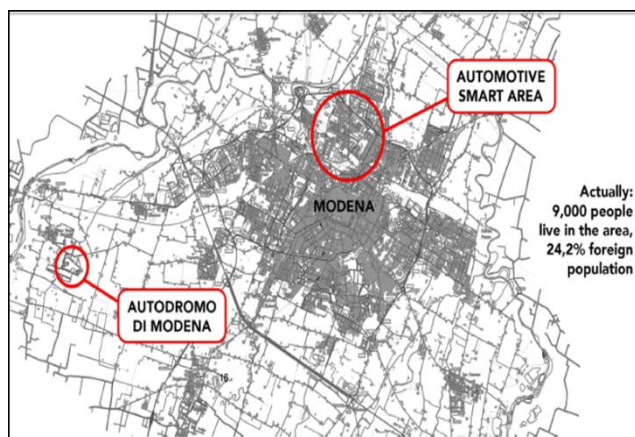 AUTOMOTIVE
SMART AREA
MODENA
Actually:
9,000 people
live in the area,
24,2% foreign
population
AUTODROMO
DI MODENA
16